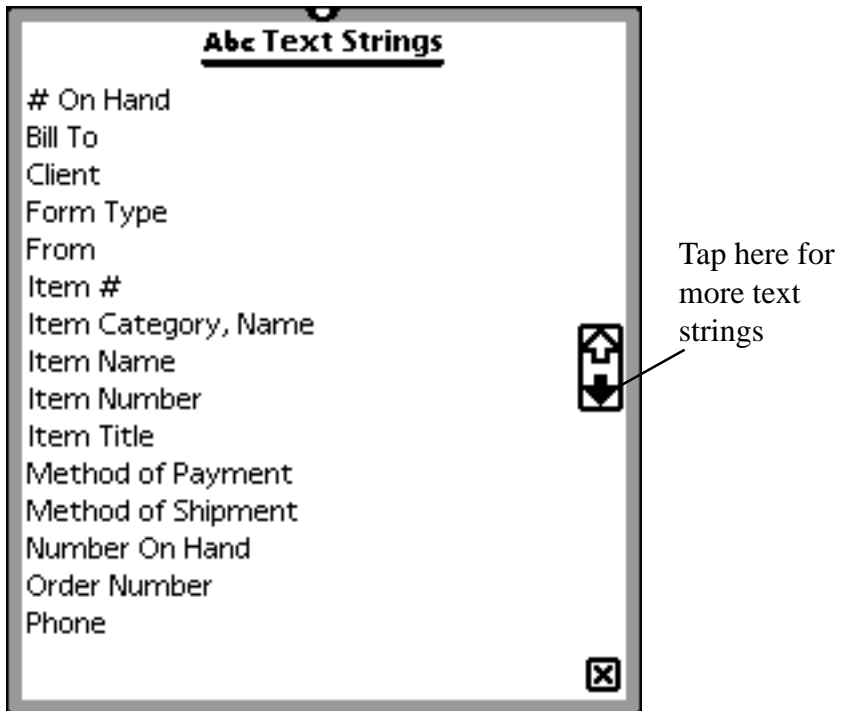 Abc Text Strings
# On Hand
Bill To
Client
Form Type
From
Item #
Item Category, Name
Item Name
Item Number
Item Title
Method of Payment
Method of Shipment
Number On Hand
Order Number
Phone
Tap here for
more text
strings